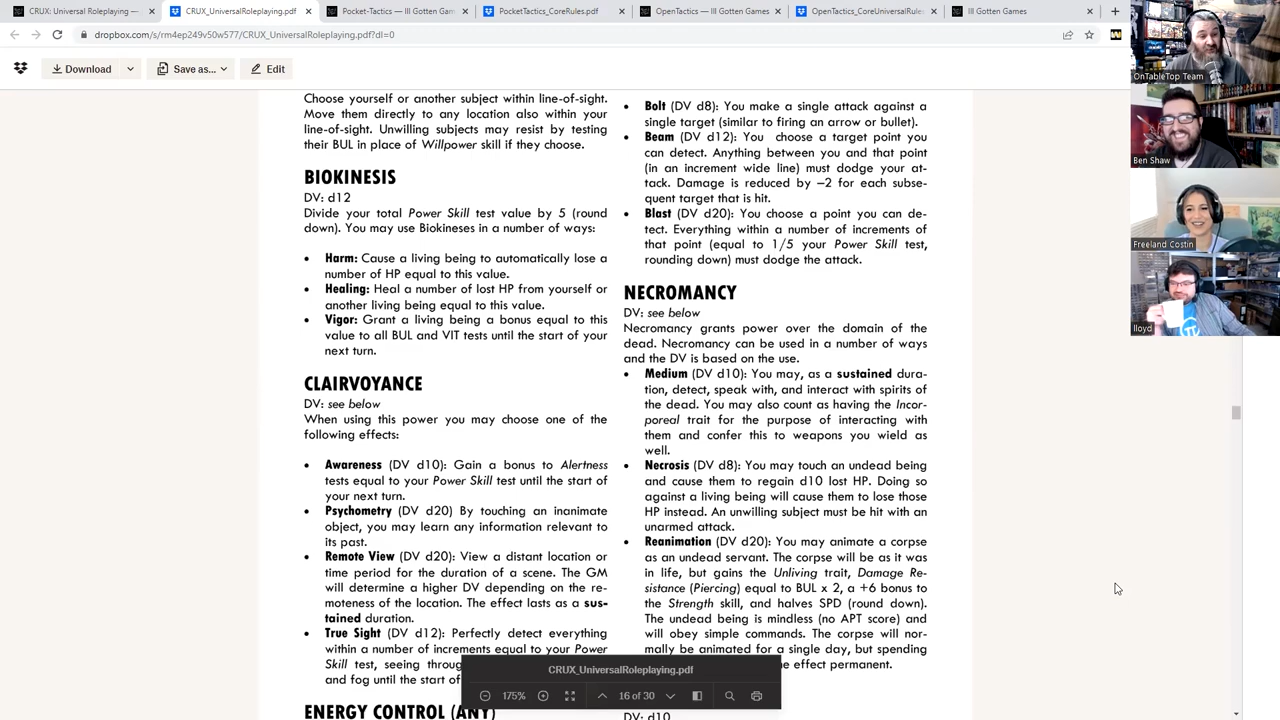 CRUX: Universal Roleplaying —
CRUX_UniversalRoleplaying.pdf
Pocket-Tactics — Ill Gotten Gam
PocketTactics_CoreRules.pdf
OpenTactics — Ill Gotten Games
OpenTactics_CoreUniversalRules
Ill Gotten Games
dropbox.com/s/rm4ep249v50w577/CRUX_UniversalRoleplaying.pdf?dl=0
Download
Save as...
Edit
Choose yourself or another subject within line-of-sight.
Move them directly to any location also within your
line-of-sight. Unwilling subjects may resist by testing
their BUL in place of Willpower skill if they choose.
BIOKINESIS
DV: d12
Divide your total Power Skill test value by 5 (round
down). You may use Biokineses in a number of ways:
• Harm: Cause a living being to automatically lose a
number of HP equal to this value.
• Healing: Heal a number of lost HP from yourself or
another living being equal to this value.
• Vigor: Grant a living being a bonus equal to this
value to all BUL and VIT tests until the start of your
next turn.
CLAIRVOYANCE
DV: see below
When using this power you may choose one of the
following effects:
• Awareness (DV d10): Gain a bonus to Alertness
tests equal to your Power Skill test until the start of
your next turn.
• Psychometry (DV d20) By touching an inanimate
object, you may learn any information relevant to
its past.
• Remote View (DV d20): View a distant location or
time period for the duration of a scene. The GM
will determine a higher DV depending on the re-
moteness of the location. The effect lasts as a sus-
tained duration.
• True Sight (DV d12): Perfectly detect everything
within a number of increments equal to your Power
Skill test, seeing throug
and fog until the start of
ENERGY CONTROL (ANY)
• Bolt (DV d8): You make a single attack against a
single target (similar to firing an arrow or bullet).
• Beam (DV d12): You choose a target point you
can detect. Anything between you and that point
(in an increment wide line) must dodge your at-
tack. Damage is reduced by –2 for each subse-
quent target that is hit.
• Blast (DV d20): You choose a point you can de-
tect. Everything within a number of increments of
that point (equal to 1/5 your Power Skill test,
rounding down) must dodge the attack.
NECROMANCY
DV: see below
Necromancy grants power over the domain of the
dead. Necromancy can be used in a number of ways
and the DV is based on the use.
• Medium (DV d10): You may, as a sustained dura-
tion, detect, speak with, and interact with spirits of
the dead. You may also count as having the Incor-
poreal trait for the purpose of interacting with
them and confer this to weapons you wield as
well.
• Necrosis (DV d8): You may touch an undead being
and cause them to regain d10 lost HP. Doing so
against a living being will cause them to lose those
HP instead. An unwilling subject must be hit with an
unarmed attack.
• Reanimation (DV d20): You may animate a corpse
as an undead servant. The corpse will be as it was
in life, but gains the Unliving trait, Damage Re-
sistance (Piercing) equal to BUL x 2, a +6 bonus to
the Strength skill, and halves SPD (round down).
The undead being is mindless (no APT score) and
will obey simple commands. The corpse will nor-
mally be animated for a single day, but spending
e effect permanent.
DV: d10
CRUX_UniversalRoleplaying.pdf
175%
16 of 30
OnTableTop Team
Ben Shaw
Freeland Costin
lloyd